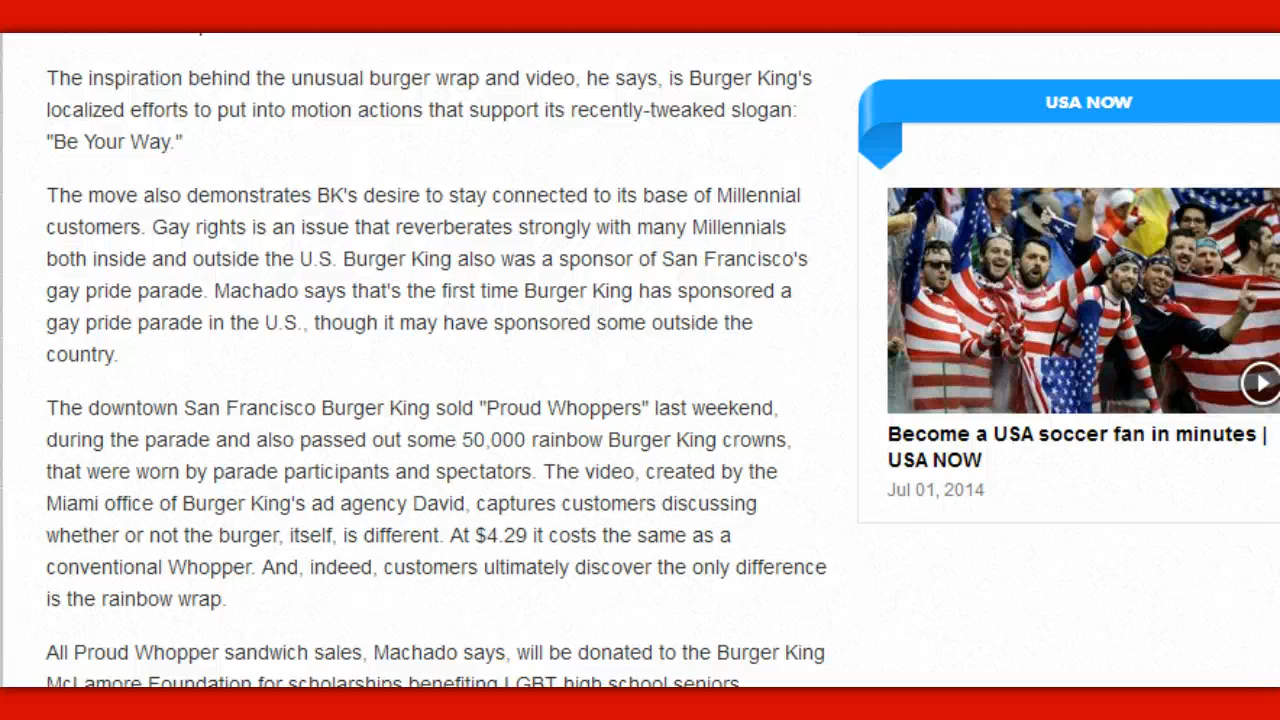 The inspiration behind the unusual burger wrap and video, he says, is Burger King's
localized efforts to put into motion actions that support its recently-tweaked slogan:
"Be Your Way."
The move also demonstrates BK's desire to stay connected to its base of Millennial
customers. Gay rights is an issue that reverberates strongly with many Millennials
both inside and outside the U.S. Burger King also was a sponsor of San Francisco's
gay pride parade. Machado says that's the first time Burger King has sponsored a
gay pride parade in the U.S., though it may have sponsored some outside the
country.
The downtown San Francisco Burger King sold "Proud Whoppers" last weekend,
during the parade and also passed out some 50,000 rainbow Burger King crowns,
that were worn by parade participants and spectators. The video, created by the
Miami office of Burger King's ad agency David, captures customers discussing
whether or not the burger, itself, is different. At $4.29 it costs the same as a
conventional Whopper. And, indeed, customers ultimately discover the only difference
is the rainbow wrap.
All Proud Whopper sandwich sales, Machado says, will be donated to the Burger King
McLamore Foundation for scholarships benefiting LGBT high school seniors
USA NOW
Become a USA soccer fan in minutes |
USA NOW
Jul 01, 2014